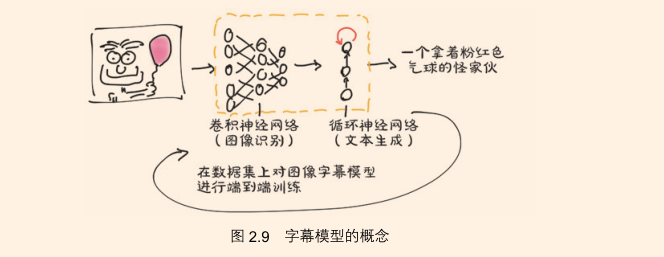 一个拿着粉红色
气球的怪家伙
卷积神经网络
（图像识别）
循环神经网络
（文本生成）
在数据集上对图像字幕模型
进行端到端训练
图 2.9 字幕模型的概念